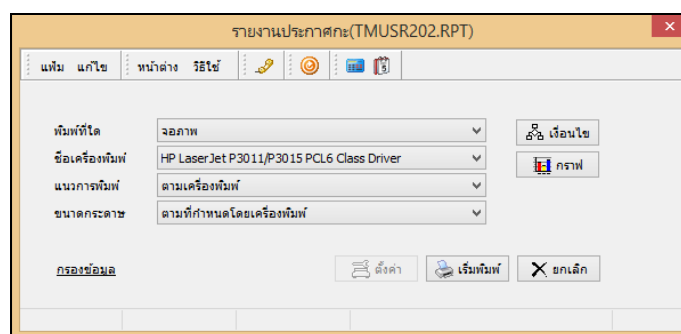 รายงานประกาศกะ(TMUSR202.RPT)
แฟ้ม แก้ไข หน้าต่าง วิธีใช้
5
พิมพ์ที่ใด จอภาพ เงื่อนไข
ชื่อเครื่องพิมพ์ HP LaserJet P3011/P3015 PCL6 Class Driver กราฟ
แนวการพิมพ์ ตามเครื่องพิมพ์
ขนาดกระดาษ ตามที่กำหนดโดยเครื่องพิมพ์
กรองข้อมูล ตั้งค่า เริ่มพิมพ์ ยกเลิก